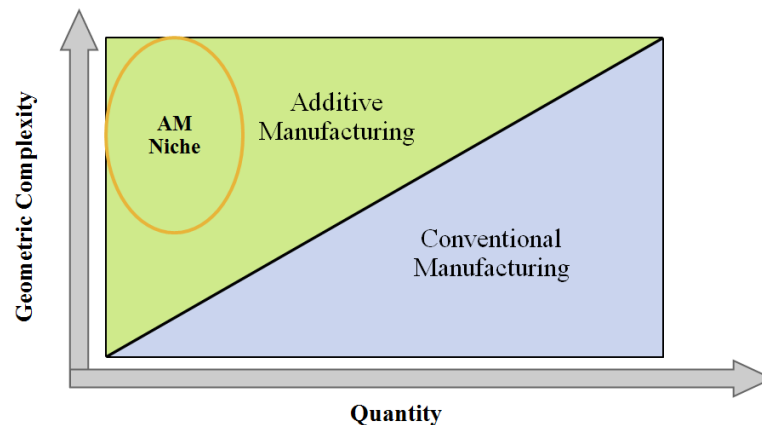 Geometric Complexity
AM
Niche
Additive
Manufacturing
Conventional
Manufacturing
Quantity